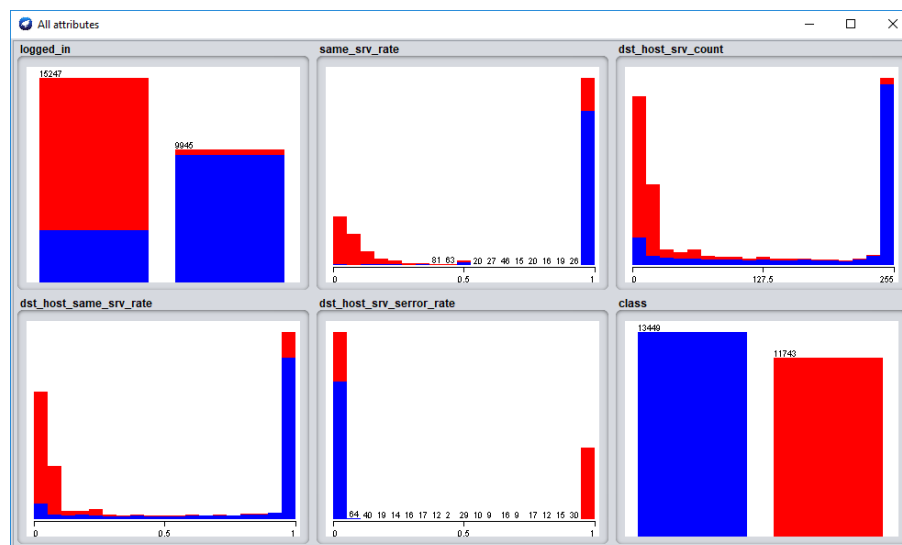 All attributes
logged_in
15247
9945
same_srv_rate
81 63 20 27 46 15 20 16 19 26
0 0.5 1
dst_host_srv_count
0 127.5 255
dst_host_same_srv_rate
0 0.5 1
dst_host_srv_serror_rate
64 40 19 14 16 17 12 2 29 10 9 16 9 17 12 15 30
0 0.5 1
class
13449
11743